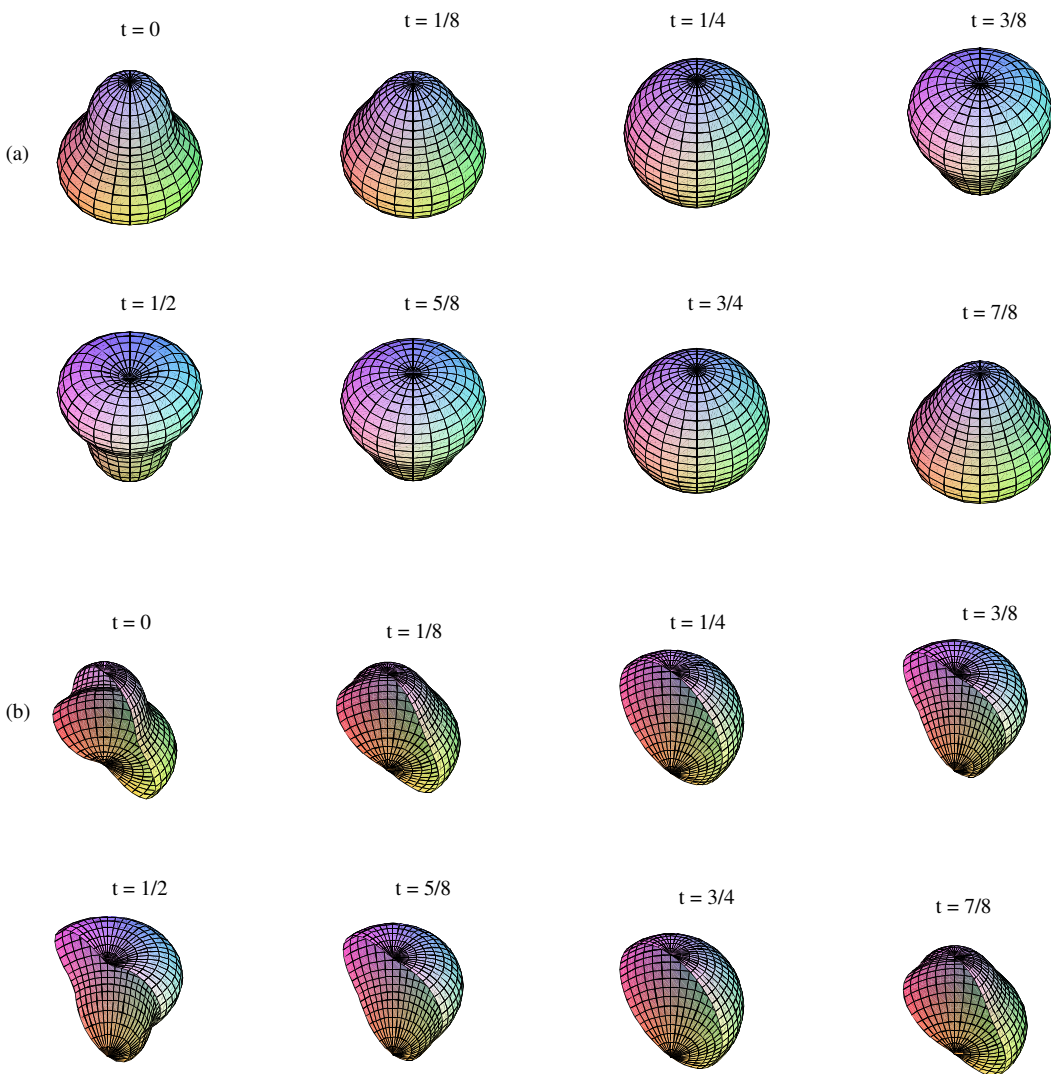 t = 0
t = 1/8
t = 1/4
t = 3/8
(a)
t = 1/2
t = 5/8
t = 3/4
t = 7/8
t = 0
t = 1/8
t = 1/4
t = 3/8
(b)
t = 1/2
t = 5/8
t = 3/4
t = 7/8